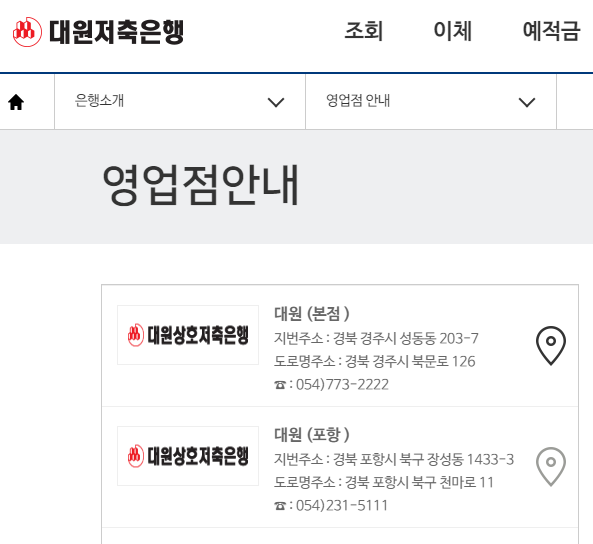 대원저축은행
조회 이체 예적금
은행소개 영업점 안내
영업점안내
대원상호저축은행
대원 (본점 )
지번주소 : 경북 경주시 성동동 203-7
도로명주소 : 경북 경주시 북문로 126
☎ : 054)773-2222
대원상호저축은행
대원 (포항 )
지번주소 : 경북 포항시 북구 장성동 1433-3
도로명주소 : 경북 포항시 북구 천마로 11
☎ : 054)231-5111